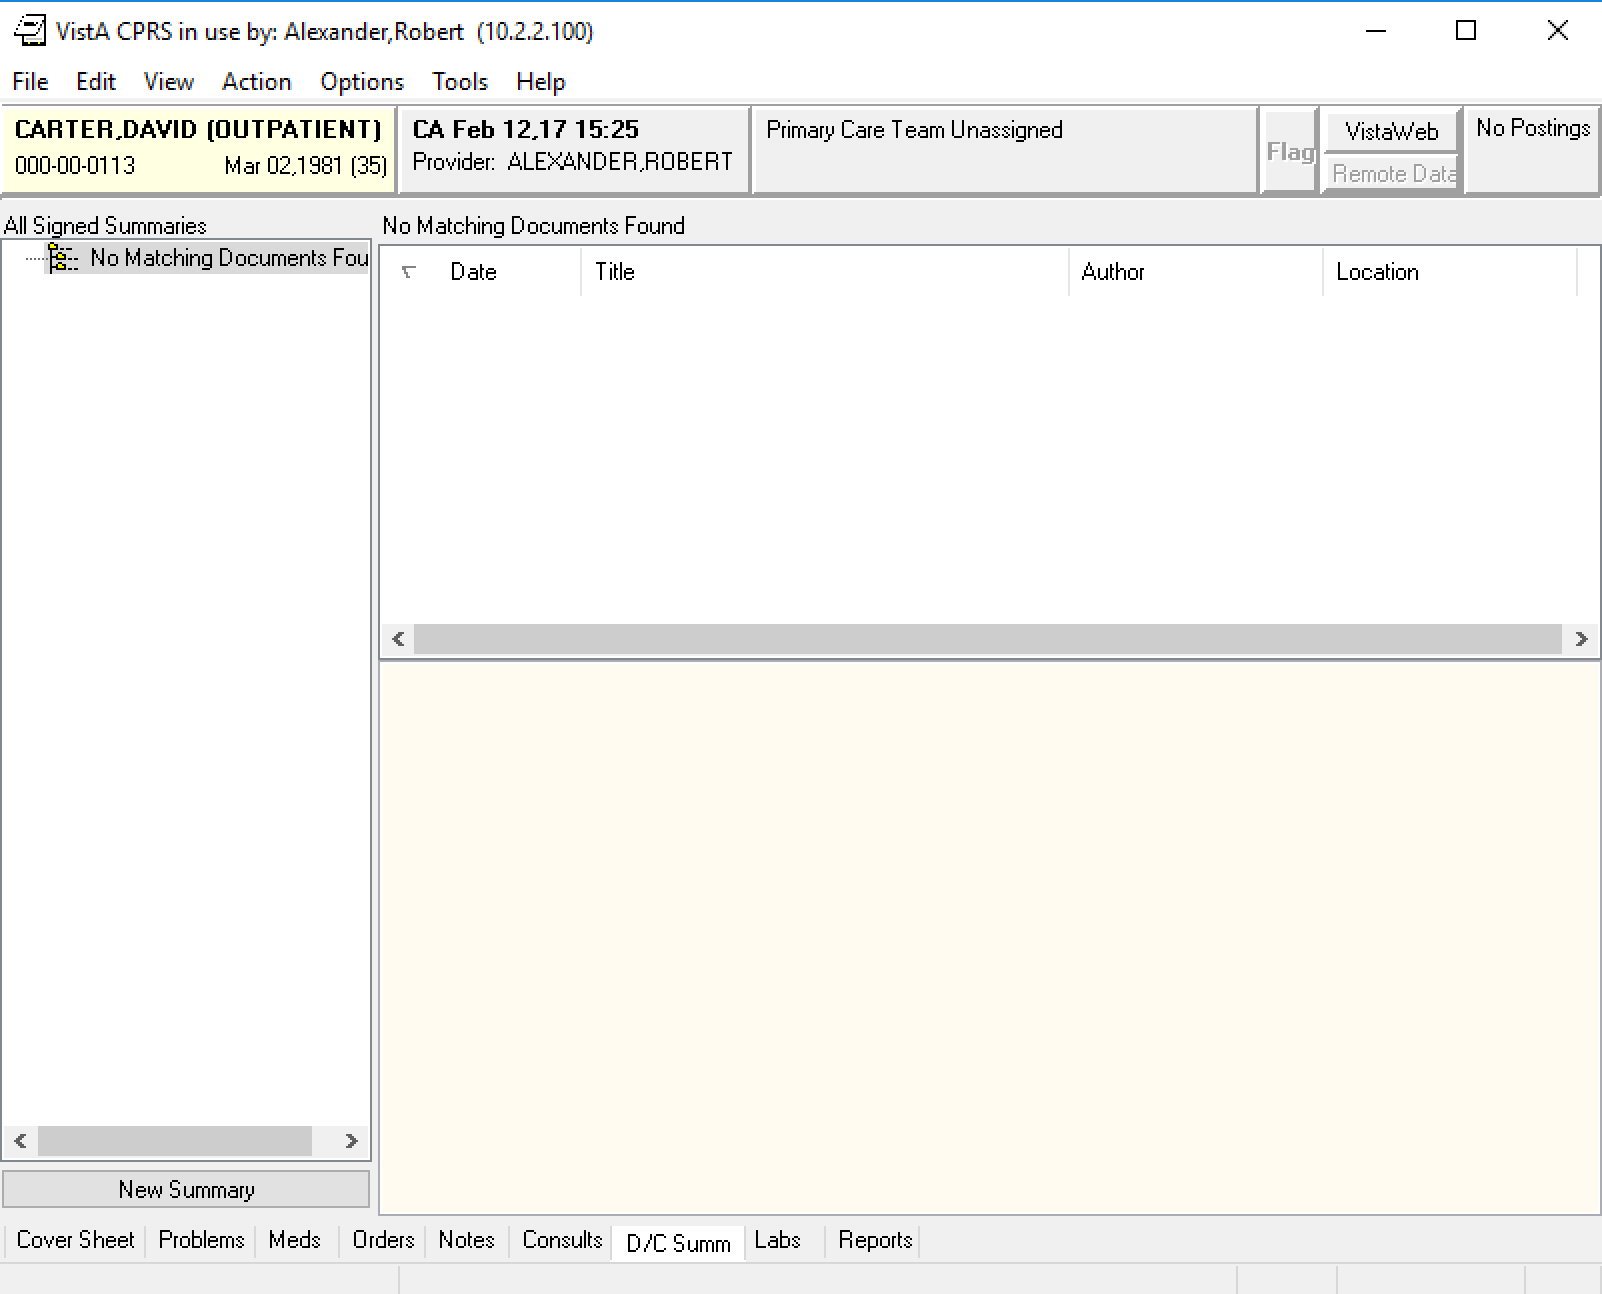 VistA CPRS in use by: Alexander,Robert (10.2.2.100)
File Edit View Action Options Tools Help
CARTER,DAVID (OUTPATIENT)
000-00-0113 Mar 02,1981 (35)
CA Feb 12,17 15:25
Provider: ALEXANDER,ROBERT
Primary Care Team Unassigned
Flag
VistaWeb
Remote Data
No Postings
All Signed Summaries
No Matching Documents Fou
No Matching Documents Found
Date Title Author Location
New Summary
Cover Sheet Problems Meds Orders Notes Consults D/C Summ Labs Reports